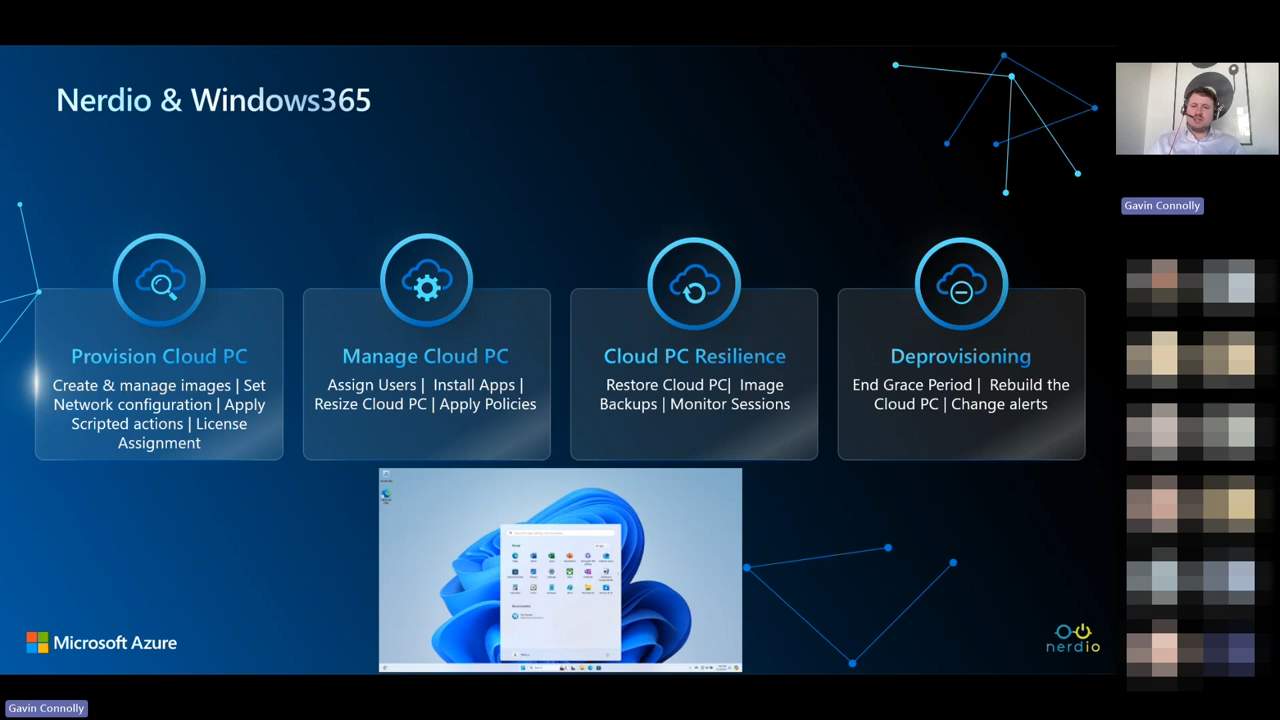 Nerdio & Windows365
Gavin Connolly
Provision Cloud PC
Create & manage images | Set
Network configuration | Apply
Scripted actions | License
Assignment
Manage Cloud PC
Assign Users | Install Apps |
Resize Cloud PC | Apply Policies
Cloud PC Resilience
Restore Cloud PC| Image
Backups | Monitor Sessions
Deprovisioning
End Grace Period | Rebuild the
Cloud PC | Change alerts
Microsoft Azure
nerdio
Gavin Connolly